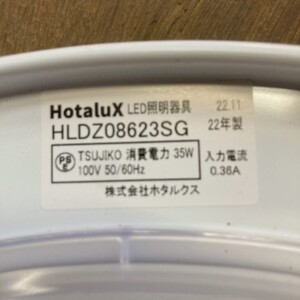 HotaluX LED照明器具 22.11
HLDZ08623SG 22年製
PSE TSUJIKO 消費電力 35W 入力電流
100V 50/60Hz 0.36A
株式会社ホタルクス